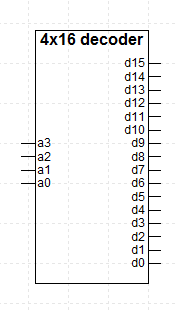 4x16 decoder
d15
d14
d13
d12
d11
d10
a3 d9
a2 d8
a1 d7
a0 d6
d5
d4
d3
d2
d1
d0